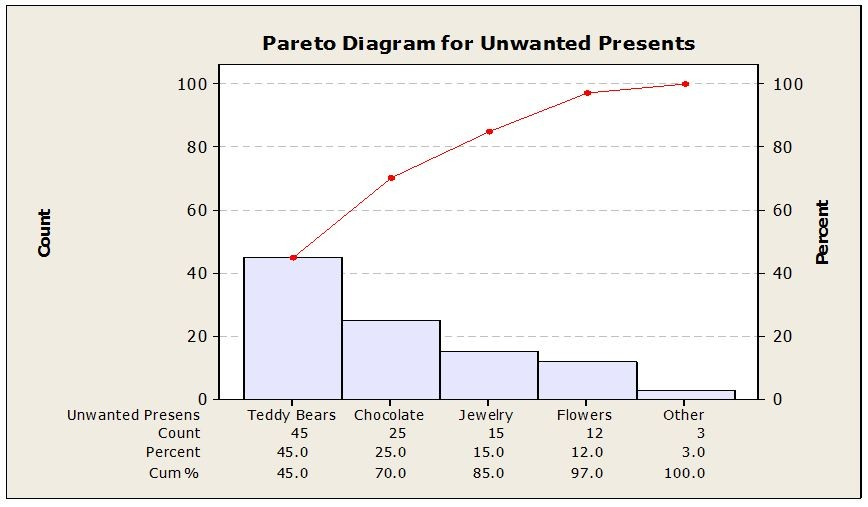 Pareto Diagram for Unwanted Presents
100 100
80 80
60 60
40 40
20 20
0 0
Count
Percent
Unwanted Presens Teddy Bears Chocolate Jewelry Flowers Other
Count 45 25 15 12 3
Percent 45.0 25.0 15.0 12.0 3.0
Cum % 45.0 70.0 85.0 97.0 100.0